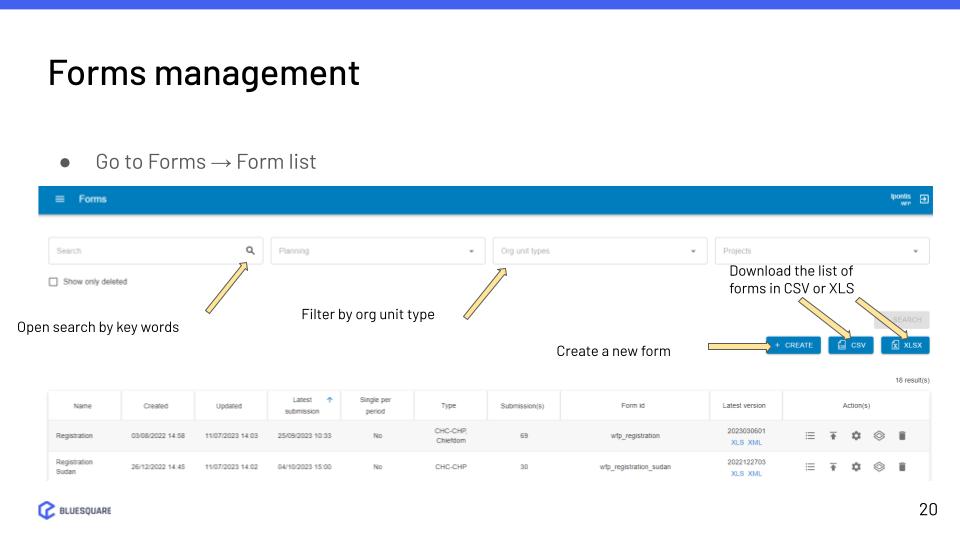 Forms management
● Go to Forms → Form list
Forms
lpontis
WFP
Search
Planning
Org unit types
Projects
Show only deleted
Download the list of
forms in CSV or XLS
Filter by org unit type
Open search by key words
SEARCH
Create a new form
+ CREATE
CSV
XLSX
18 result(s)
Name Created Updated Latest submission Single per period Type Submission(s) Form id Latest version Action(s)
Registration 03/08/2022 14:58 11/07/2023 14:03 25/09/2023 10:33 No CHC-CHP, Chiefdom 69 wfp_registration 2023030601 XLS XML
Registration Sudan 26/12/2022 14:45 11/07/2023 14:02 04/10/2023 15:00 No CHC-CHP 30 wfp_registration_sudan 2022122703 XLS XML
BLUESQUARE
20